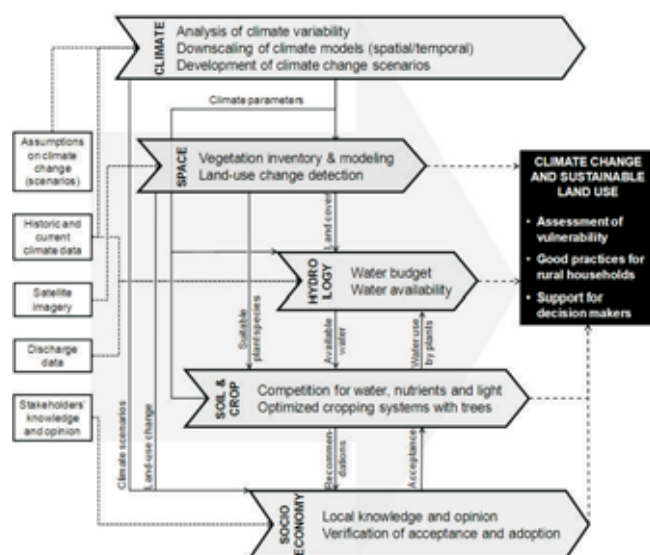 CLIMATE
Analysis of climate variability
Downscaling of climate models (spatial/temporal)
Development of climate change scenarios
Climate parameters
Assumptions
on climate
change
(scenarios)
SPACE
Vegetation inventory & modeling
Land-use change detection
CLIMATE CHANGE
AND SUSTAINABLE
LAND USE
• Assessment of
vulnerability
• Good practices for
rural households
• Support for
decision makers
Historic and
current
climate data
Land cover
HYDRO
LOGY
Water budget
Water availability
Satellite
imagery
Suitable
plant species
Available
water
Water use
by plants
Discharge
data
SOIL &
CROP
Competition for water, nutrients and light
Optimized cropping systems with trees
Stakeholders'
knowledge
and opinion
Climate scenarios
Land-use change
Recommen-
dations
Acceptance
SOCIO
ECONOMY
Local knowledge and opinion
Verification of acceptance and adoption